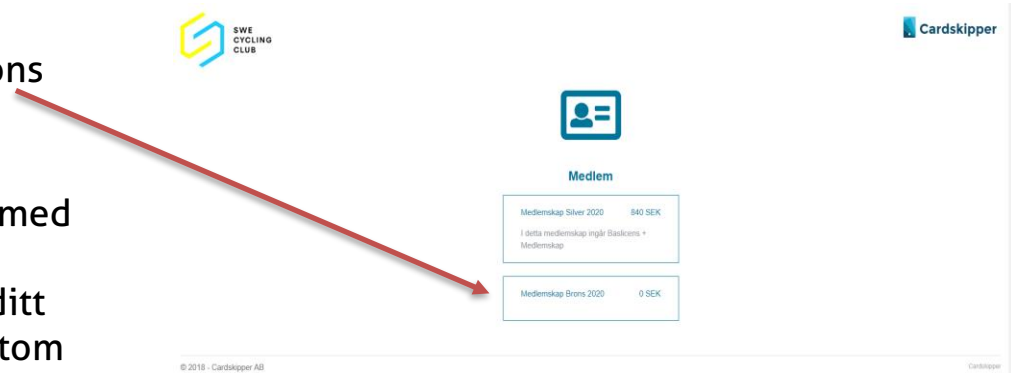 SWE
CYCLING
CLUB
Cardskipper
ons
med
ditt
tom
Medlem
Medlemskap Silver 2020 840 SEK
I detta medlemskap ingår Baslicens +
Medlemskap
Medlemskap Brons 2020 0 SEK
© 2018 - Cardskipper AB
Cardskipper